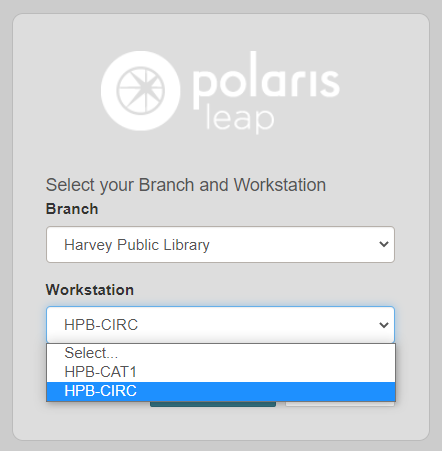 polaris
leap
Select your Branch and Workstation
Branch
Harvey Public Library
Workstation
HPB-CIRC
Select...
HPB-CAT1
HPB-CIRC